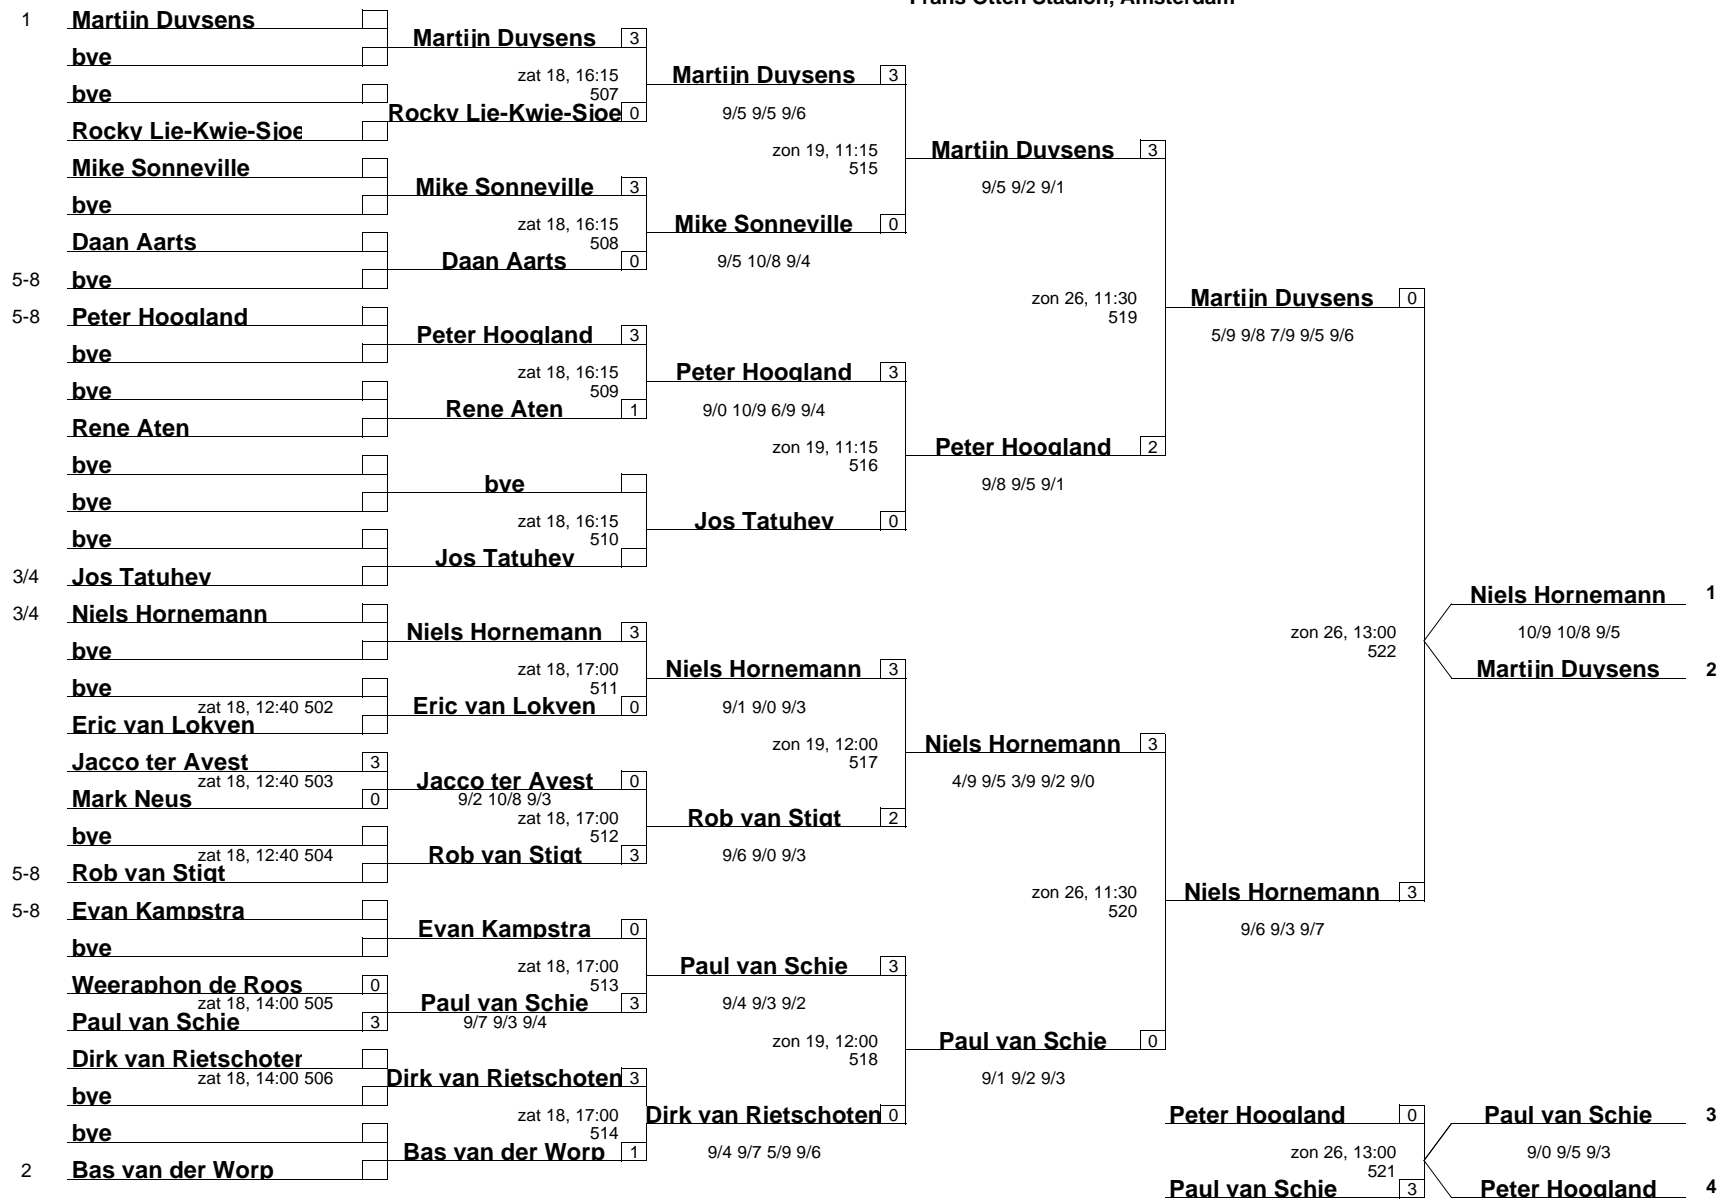 Frans Otten Stadion, Amsterdam
1 Martijn Duysens
bye
bye
Rocky Lie-Kwie-Sjoe
Mike Sonneville
bye
Daan Aarts
5-8 bye
5-8 Peter Hoogland
bye
bye
Rene Aten
bye
bye
bye
3/4 Jos Tatuhey
3/4 Niels Hornemann
bye
bye
zat 18, 12:40 502
Eric van Lokven
Jacco ter Avest 3
zat 18, 12:40 503
Mark Neus 0
bye
zat 18, 12:40 504
5-8 Rob van Stigt
5-8 Evan Kampstra
bye
Weeraphon de Roos 0
zat 18, 14:00 505
Paul van Schie 3
Dirk van Rietschoten
zat 18, 14:00 506
bye
bye
2 Bas van der Worp
Martijn Duysens 3
zat 18, 16:15
507
Rocky Lie-Kwie-Sjoe 0
Mike Sonneville 3
zat 18, 16:15
508
Daan Aarts 0
Peter Hoogland 3
zat 18, 16:15
509
Rene Aten 1
bye
zat 18, 16:15
510
Jos Tatuhey
Niels Hornemann 3
zat 18, 17:00
511
Eric van Lokven 0
Jacco ter Avest 0
9/2 10/8 9/3
zat 18, 17:00
512
Rob van Stigt 3
Evan Kampstra 0
zat 18, 17:00
513
Paul van Schie 3
9/7 9/3 9/4
Dirk van Rietschoten 3
zat 18, 17:00
514
Bas van der Worp 1
Martijn Duysens 3
9/5 9/5 9/6
zon 19, 11:15
515
Mike Sonneville 0
9/5 10/8 9/4
Peter Hoogland 3
9/0 10/9 6/9 9/4
zon 19, 11:15
516
Jos Tatuhey 0
Niels Hornemann 3
9/1 9/0 9/3
zon 19, 12:00
517
Rob van Stigt 2
9/6 9/0 9/3
Paul van Schie 3
9/4 9/3 9/2
zon 19, 12:00
518
Dirk van Rietschoten 0
9/4 9/7 5/9 9/6
Martijn Duysens 3
9/5 9/2 9/1
zon 26, 11:30
519
Peter Hoogland 2
9/8 9/5 9/1
Niels Hornemann 3
4/9 9/5 3/9 9/2 9/0
zon 26, 11:30
520
Paul van Schie 0
9/1 9/2 9/3
Martijn Duysens 0
5/9 9/8 7/9 9/5 9/6
zon 26, 13:00
522
Niels Hornemann 3
9/6 9/3 9/7
Peter Hoogland 0
zon 26, 13:00
521
Paul van Schie 3
Niels Hornemann 1
10/9 10/8 9/5
Martijn Duysens 2
Paul van Schie 3
9/0 9/5 9/3
Peter Hoogland 4